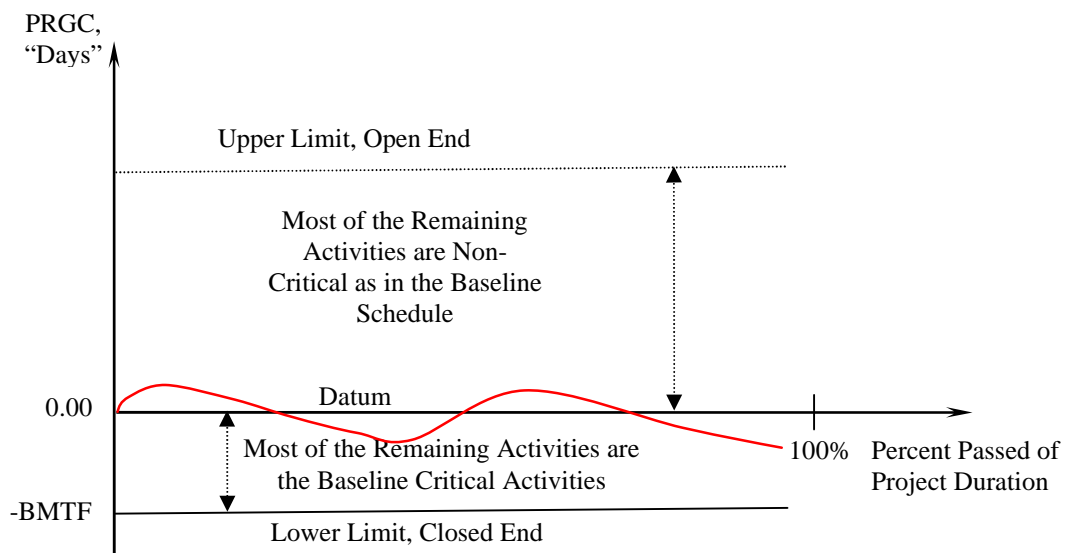 PRGC,
“Days”
Upper Limit, Open End
Most of the Remaining
Activities are Non-
Critical as in the Baseline
Schedule
0.00
Datum
Most of the Remaining Activities are
the Baseline Critical Activities
100%
Percent Passed of
Project Duration
-BMTF
Lower Limit, Closed End